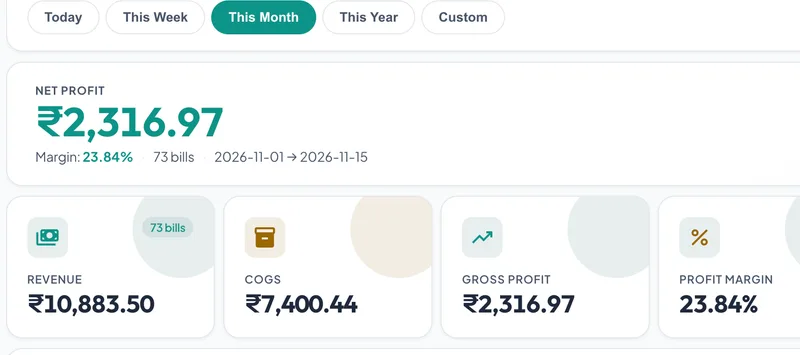 Today This Week This Month This Year Custom
NET PROFIT
₹2,316.97
Margin: 23.84% · 73 bills · 2026-11-01 → 2026-11-15
73 bills
REVENUE
₹10,883.50
COGS
₹7,400.44
GROSS PROFIT
₹2,316.97
PROFIT MARGIN
23.84%